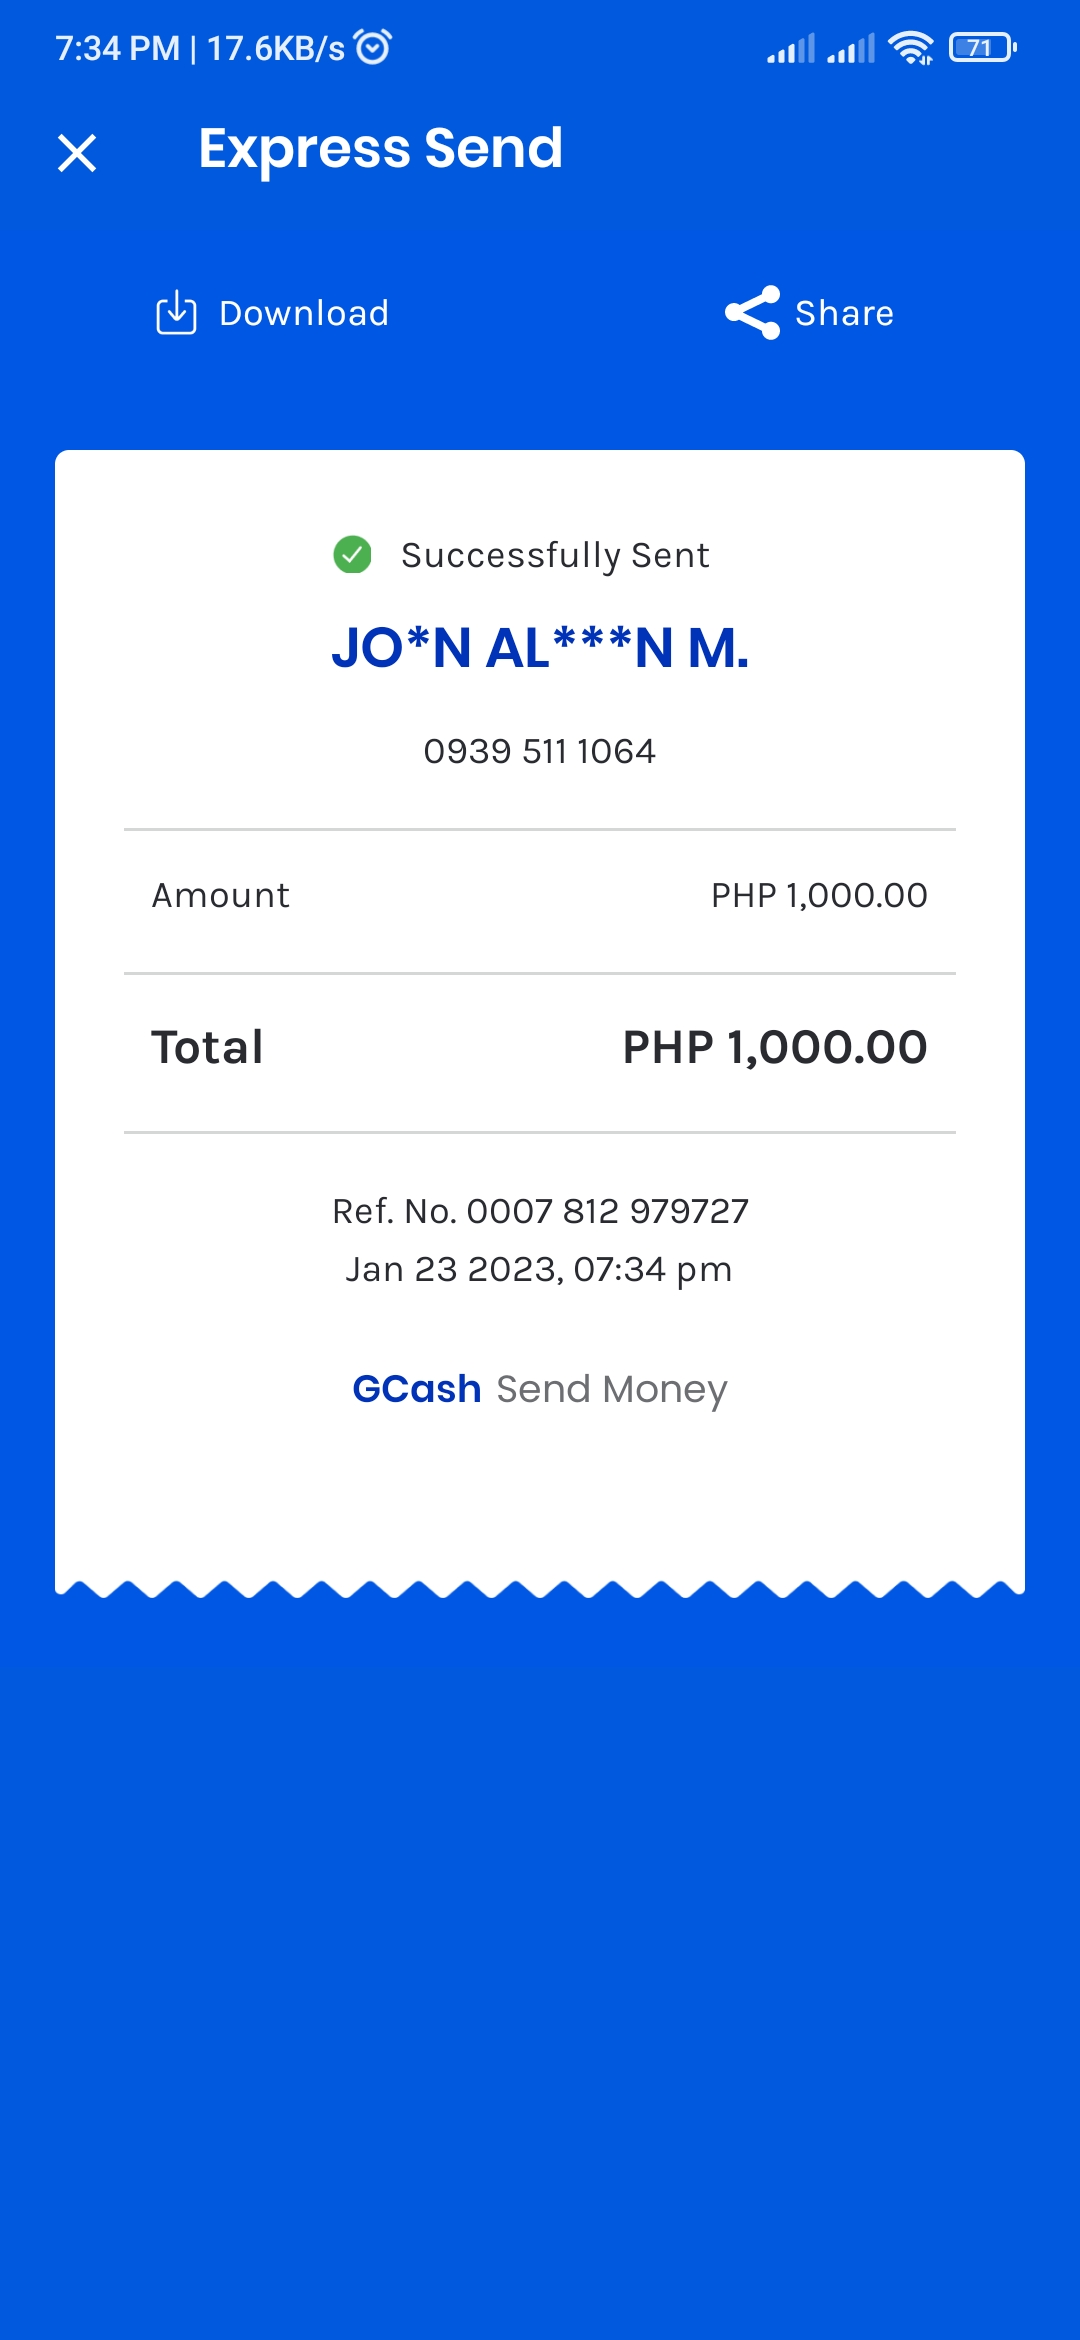 7:34 PM | 17.6KB/s 71
Express Send
Download Share
Successfully Sent
JO*N AL***N M.
0939 511 1064
Amount PHP 1,000.00
Total PHP 1,000.00
Ref. No. 0007 812 979727
Jan 23 2023, 07:34 pm
GCash Send Money